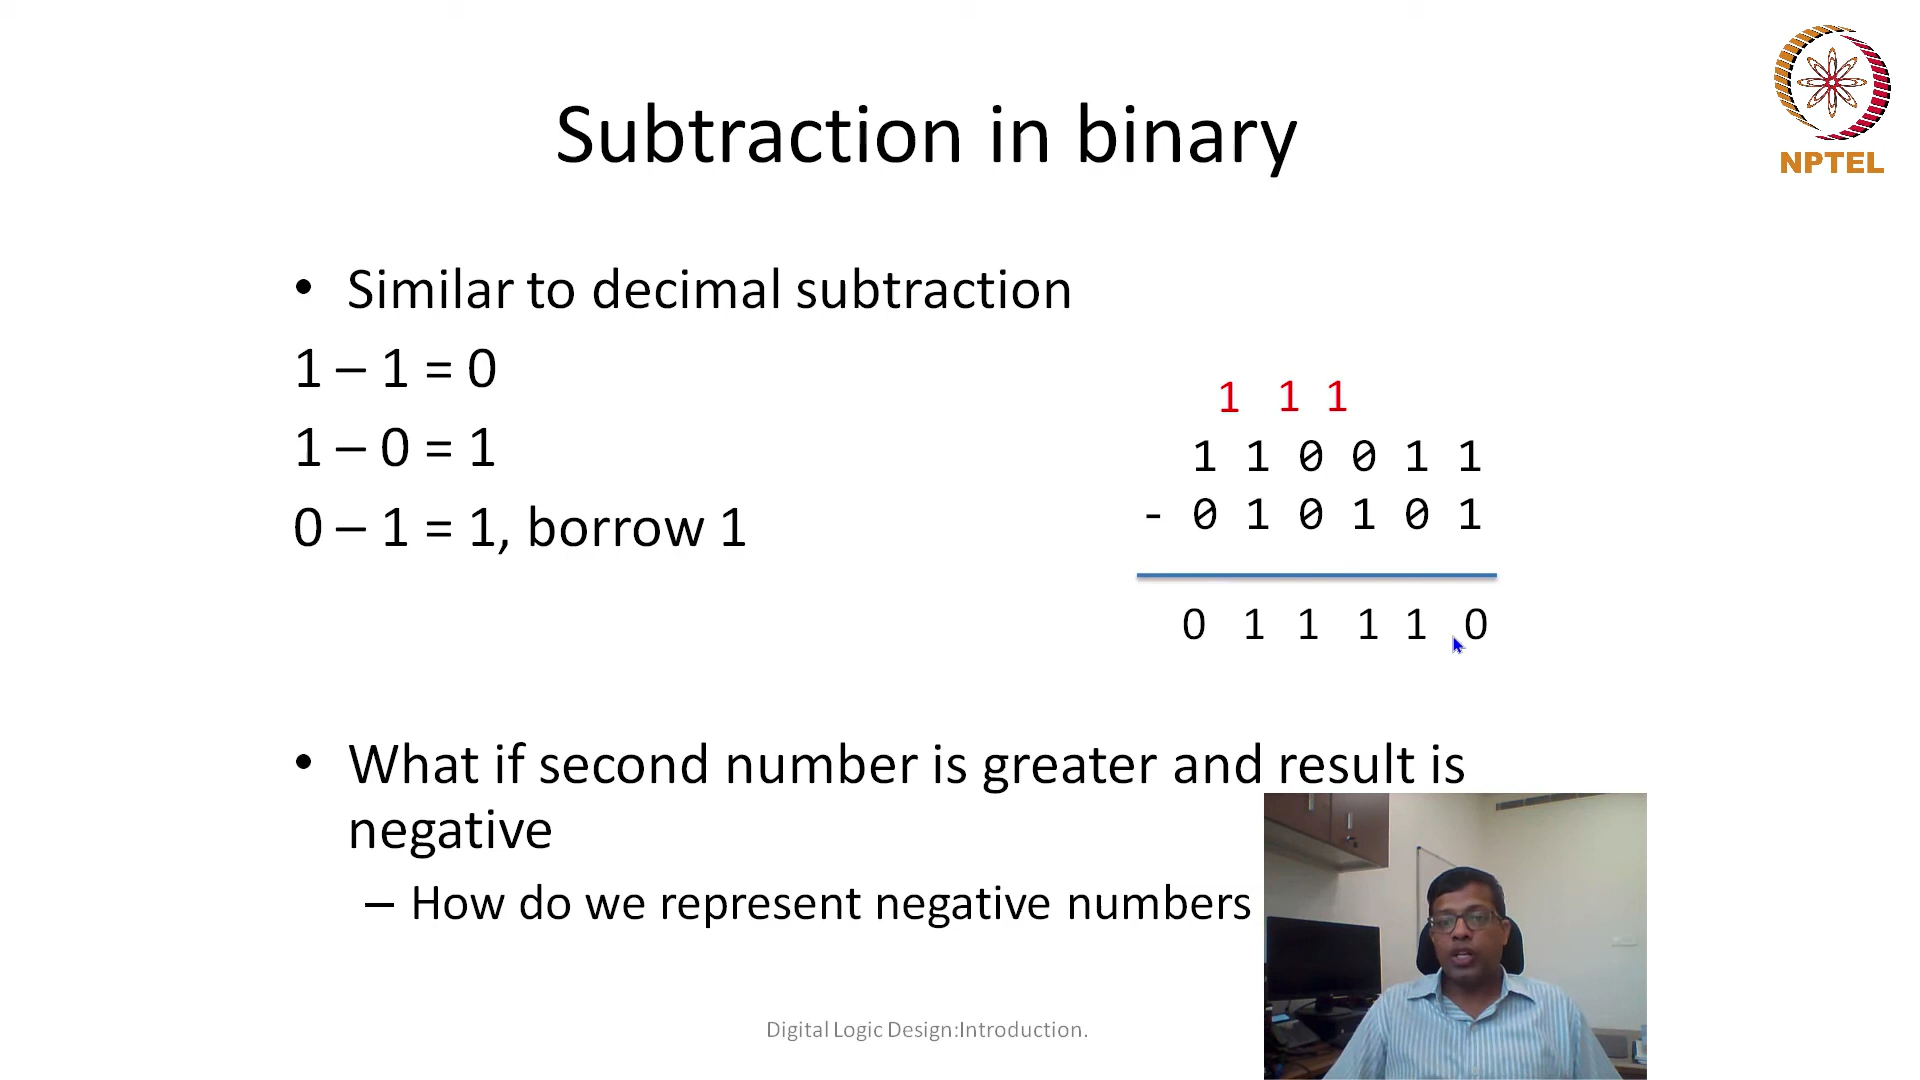 NPTEL
Subtraction in binary
• Similar to decimal subtraction
1 – 1 = 0
1 – 0 = 1
0 – 1 = 1, borrow 1
1 1 1
1 1 0 0 1 1
- 0 1 0 1 0 1
0 1 1 1 1 0
• What if second number is greater and result is
negative
– How do we represent negative numbers
Digital Logic Design:Introduction.